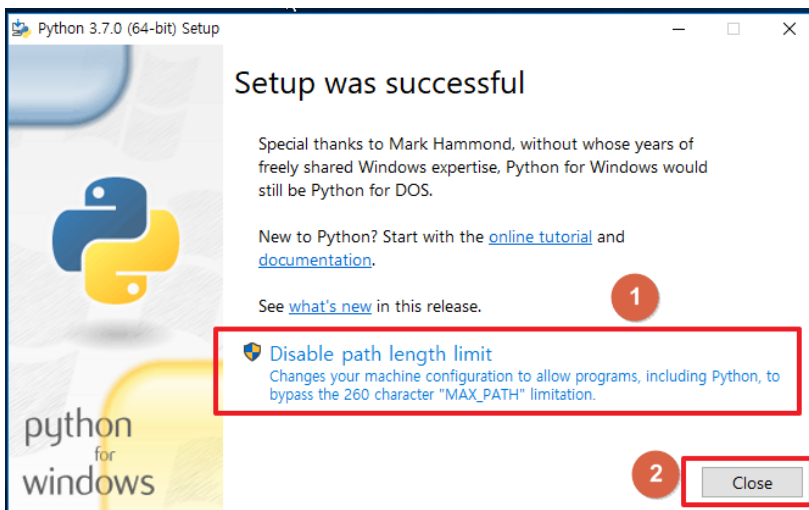 Python 3.7.0 (64-bit) Setup
Setup was successful
Special thanks to Mark Hammond, without whose years of
freely shared Windows expertise, Python for Windows would
still be Python for DOS.
New to Python? Start with the online tutorial and
documentation.
See what's new in this release.
1
Disable path length limit
Changes your machine configuration to allow programs, including Python, to
bypass the 260 character "MAX_PATH" limitation.
python
for
windows
2
Close